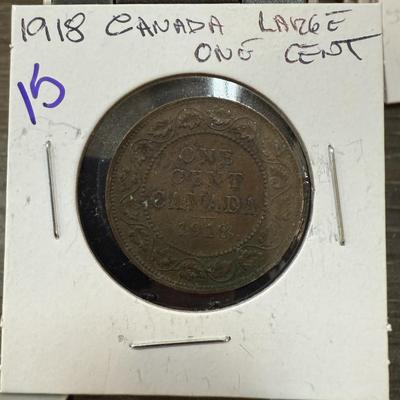 1918 CANADA LARGE
ONE CENT
15
ONE
CENT
CANADA
1918